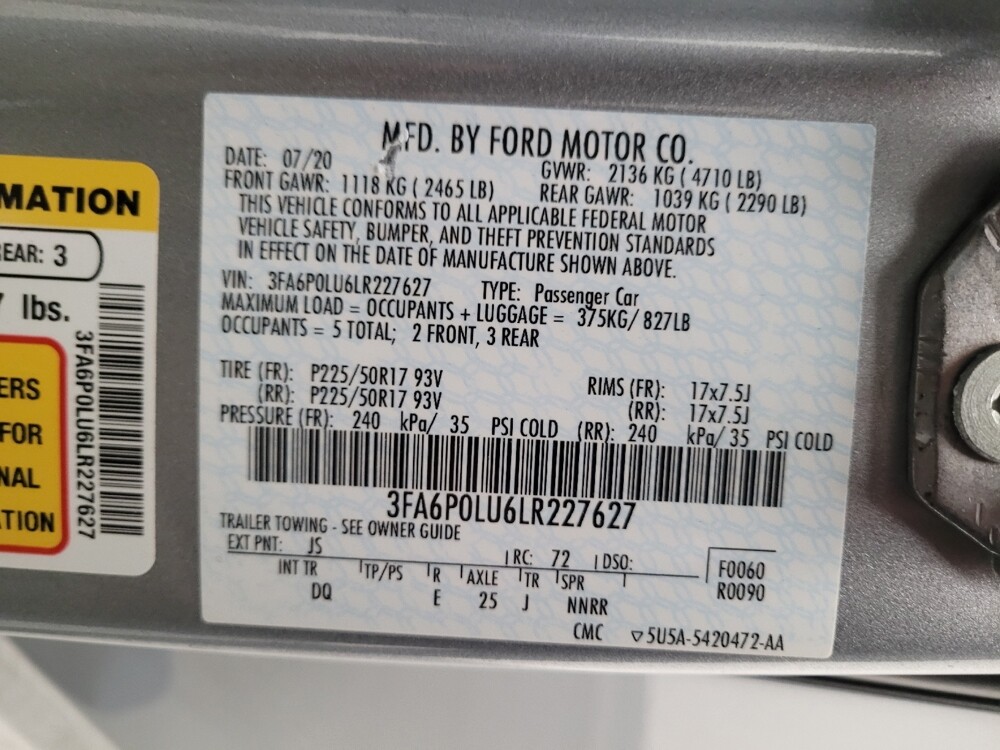 MATION
REAR: 3
lbs.
ERS
FOR
NAL
TION
3FA6P0LU6LR227627
MFD. BY FORD MOTOR CO.
DATE: 07/20 GVWR: 2136 KG ( 4710 LB)
FRONT GAWR: 1118 KG ( 2465 LB) REAR GAWR: 1039 KG ( 2290 LB)
THIS VEHICLE CONFORMS TO ALL APPLICABLE FEDERAL MOTOR
VEHICLE SAFETY, BUMPER, AND THEFT PREVENTION STANDARDS
IN EFFECT ON THE DATE OF MANUFACTURE SHOWN ABOVE.
VIN: 3FA6P0LU6LR227627 TYPE: Passenger Car
MAXIMUM LOAD = OCCUPANTS + LUGGAGE = 375KG/ 827LB
OCCUPANTS = 5 TOTAL; 2 FRONT, 3 REAR
TIRE (FR): P225/50R17 93V RIMS (FR): 17x7.5J
(RR): P225/50R17 93V (RR): 17x7.5J
PRESSURE (FR): 240 kPa/ 35 PSI COLD (RR): 240 kPa/ 35 PSI COLD
3FA6P0LU6LR227627
TRAILER TOWING - SEE OWNER GUIDE
EXT PNT: JS RC: 72 DSO: F0060
INT TR TP/PS R AXLE TR SPR R0090
DQ E 25 J NNRR
CMC ▽5U5A-5420472-AA